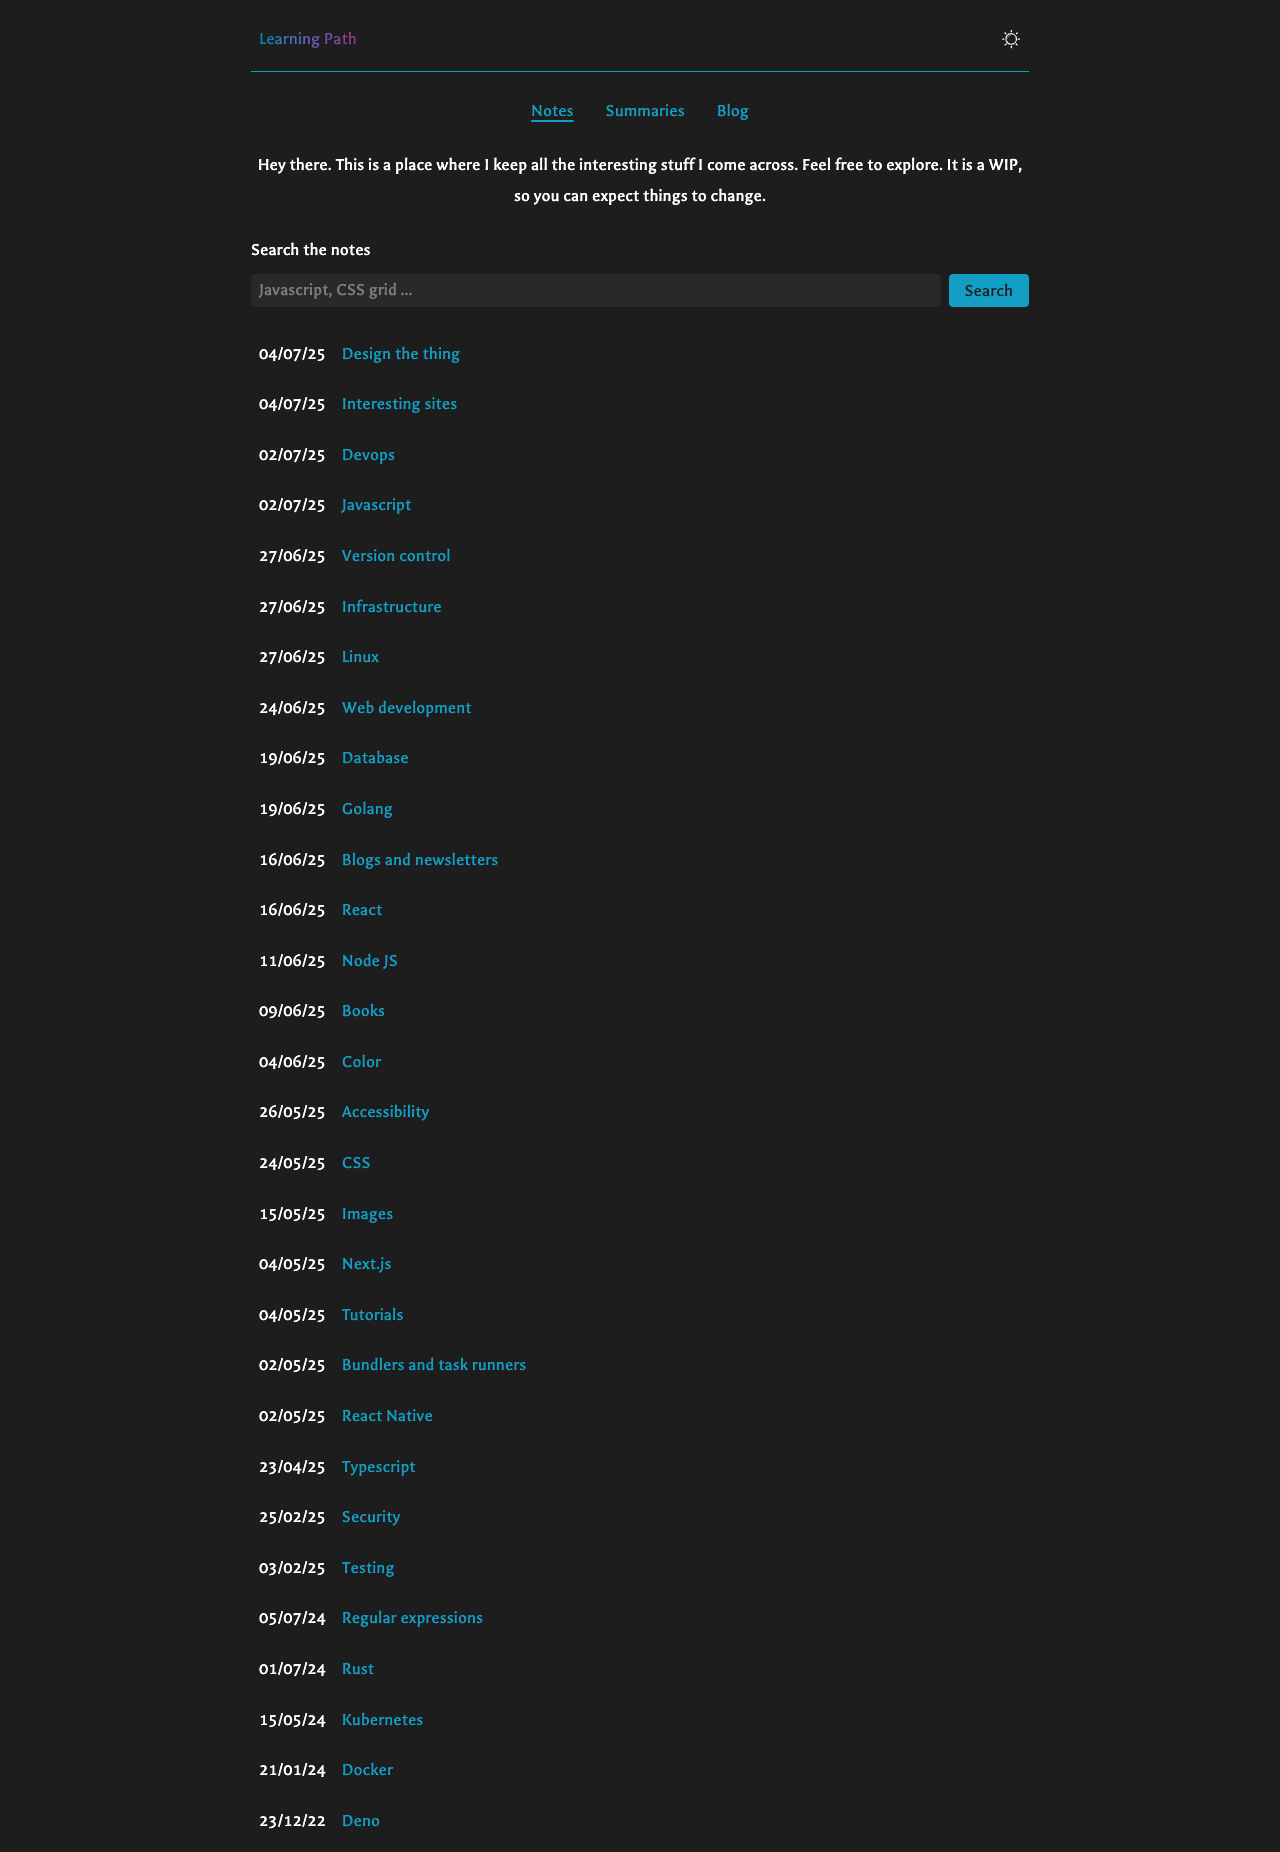 Learning Path
Notes Summaries Blog
Hey there. This is a place where I keep all the interesting stuff I come across. Feel free to explore. It is a WIP,
so you can expect things to change.
Search the notes
Javascript, CSS grid ... Search
04/07/25 Design the thing
04/07/25 Interesting sites
02/07/25 Devops
02/07/25 Javascript
27/06/25 Version control
27/06/25 Infrastructure
27/06/25 Linux
24/06/25 Web development
19/06/25 Database
19/06/25 Golang
16/06/25 Blogs and newsletters
16/06/25 React
11/06/25 Node JS
09/06/25 Books
04/06/25 Color
26/05/25 Accessibility
24/05/25 CSS
15/05/25 Images
04/05/25 Next.js
04/05/25 Tutorials
02/05/25 Bundlers and task runners
02/05/25 React Native
23/04/25 Typescript
25/02/25 Security
03/02/25 Testing
05/07/24 Regular expressions
01/07/24 Rust
15/05/24 Kubernetes
21/01/24 Docker
23/12/22 Deno